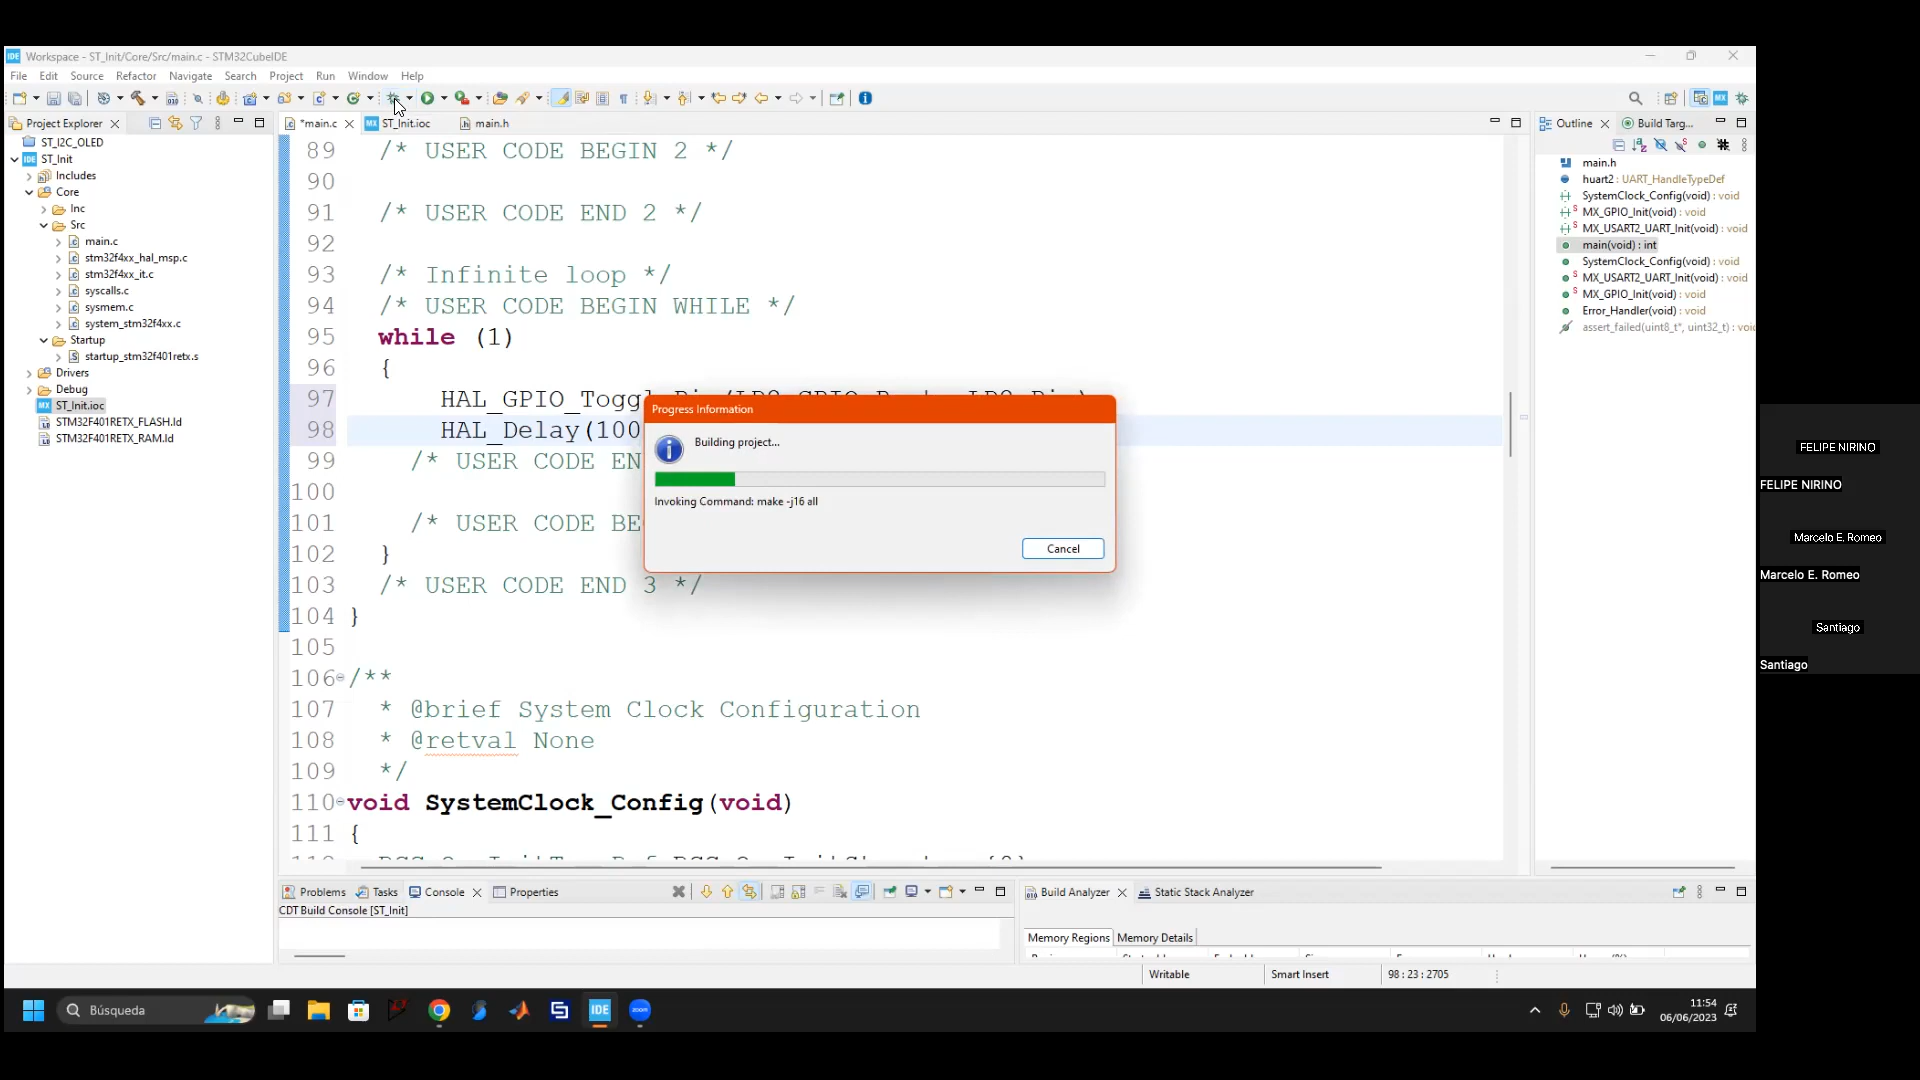 Workspace - ST_Init/Core/Src/main.c - STM32CubeIDE
File Edit Source Refactor Navigate Search Project Run Window Help
Project Explorer
*main.c
ST_Init.ioc
main.h
Outline
Build Targ...
ST_I2C_OLED
ST_Init
Includes
Core
Inc
Src
main.c
stm32f4xx_hal_msp.c
stm32f4xx_it.c
syscalls.c
sysmem.c
system_stm32f4xx.c
Startup
startup_stm32f401retx.s
Drivers
Debug
ST_Init.ioc
STM32F401RETX_FLASH.ld
STM32F401RETX_RAM.ld
89 /* USER CODE BEGIN 2 */
90
91 /* USER CODE END 2 */
92
93 /* Infinite loop */
94 /* USER CODE BEGIN WHILE */
95 while (1)
96 {
97 HAL_GPIO_Toggl
98 HAL_Delay(100
99 /* USER CODE EN
100
101 /* USER CODE BE
102 }
103 /* USER CODE END 3 */
104 }
105
106 /**
107 * @brief System Clock Configuration
108 * @retval None
109 */
110 void SystemClock_Config(void)
111 {
Progress Information
Building project...
Invoking Command: make -j16 all
Cancel
main.h
huart2 : UART_HandleTypeDef
SystemClock_Config(void) : void
MX_GPIO_Init(void) : void
MX_USART2_UART_Init(void) : void
main(void) : int
SystemClock_Config(void) : void
MX_USART2_UART_Init(void) : void
MX_GPIO_Init(void) : void
Error_Handler(void) : void
assert_failed(uint8_t*, uint32_t) : voi
FELIPE NIRINO
FELIPE NIRINO
Marcelo E. Romeo
Marcelo E. Romeo
Santiago
Santiago
Problems Tasks Console Properties
CDT Build Console [ST_Init]
Build Analyzer Static Stack Analyzer
Memory Regions Memory Details
Writable Smart Insert 98 : 23 : 2705
Búsqueda
IDE
zoom
11:54
06/06/2023